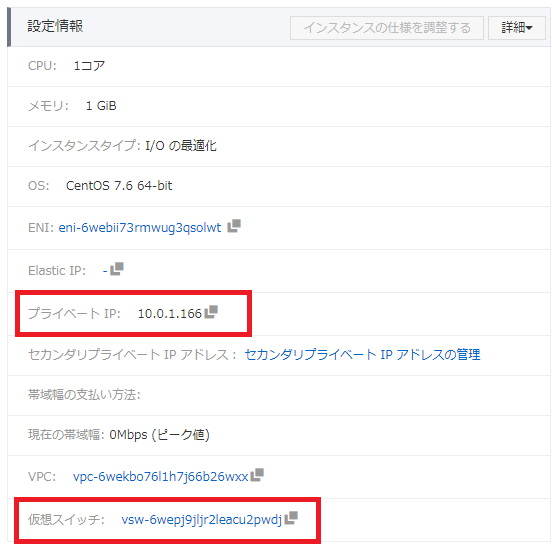 設定情報
インスタンスの仕様を調整する
詳細
CPU: 1コア
メモリ: 1 GiB
インスタンスタイプ: I/O の最適化
OS: CentOS 7.6 64-bit
ENI: eni-6webii73rmwug3qsolwt
Elastic IP: -
プライベート IP: 10.0.1.166
セカンダリプライベート IP アドレス : セカンダリプライベート IP アドレスの管理
帯域幅の支払い方法:
現在の帯域幅: 0Mbps (ピーク値)
VPC: vpc-6wekbo76l1h7j66b26wxx
仮想スイッチ: vsw-6wepj9jljr2leacu2pwdj